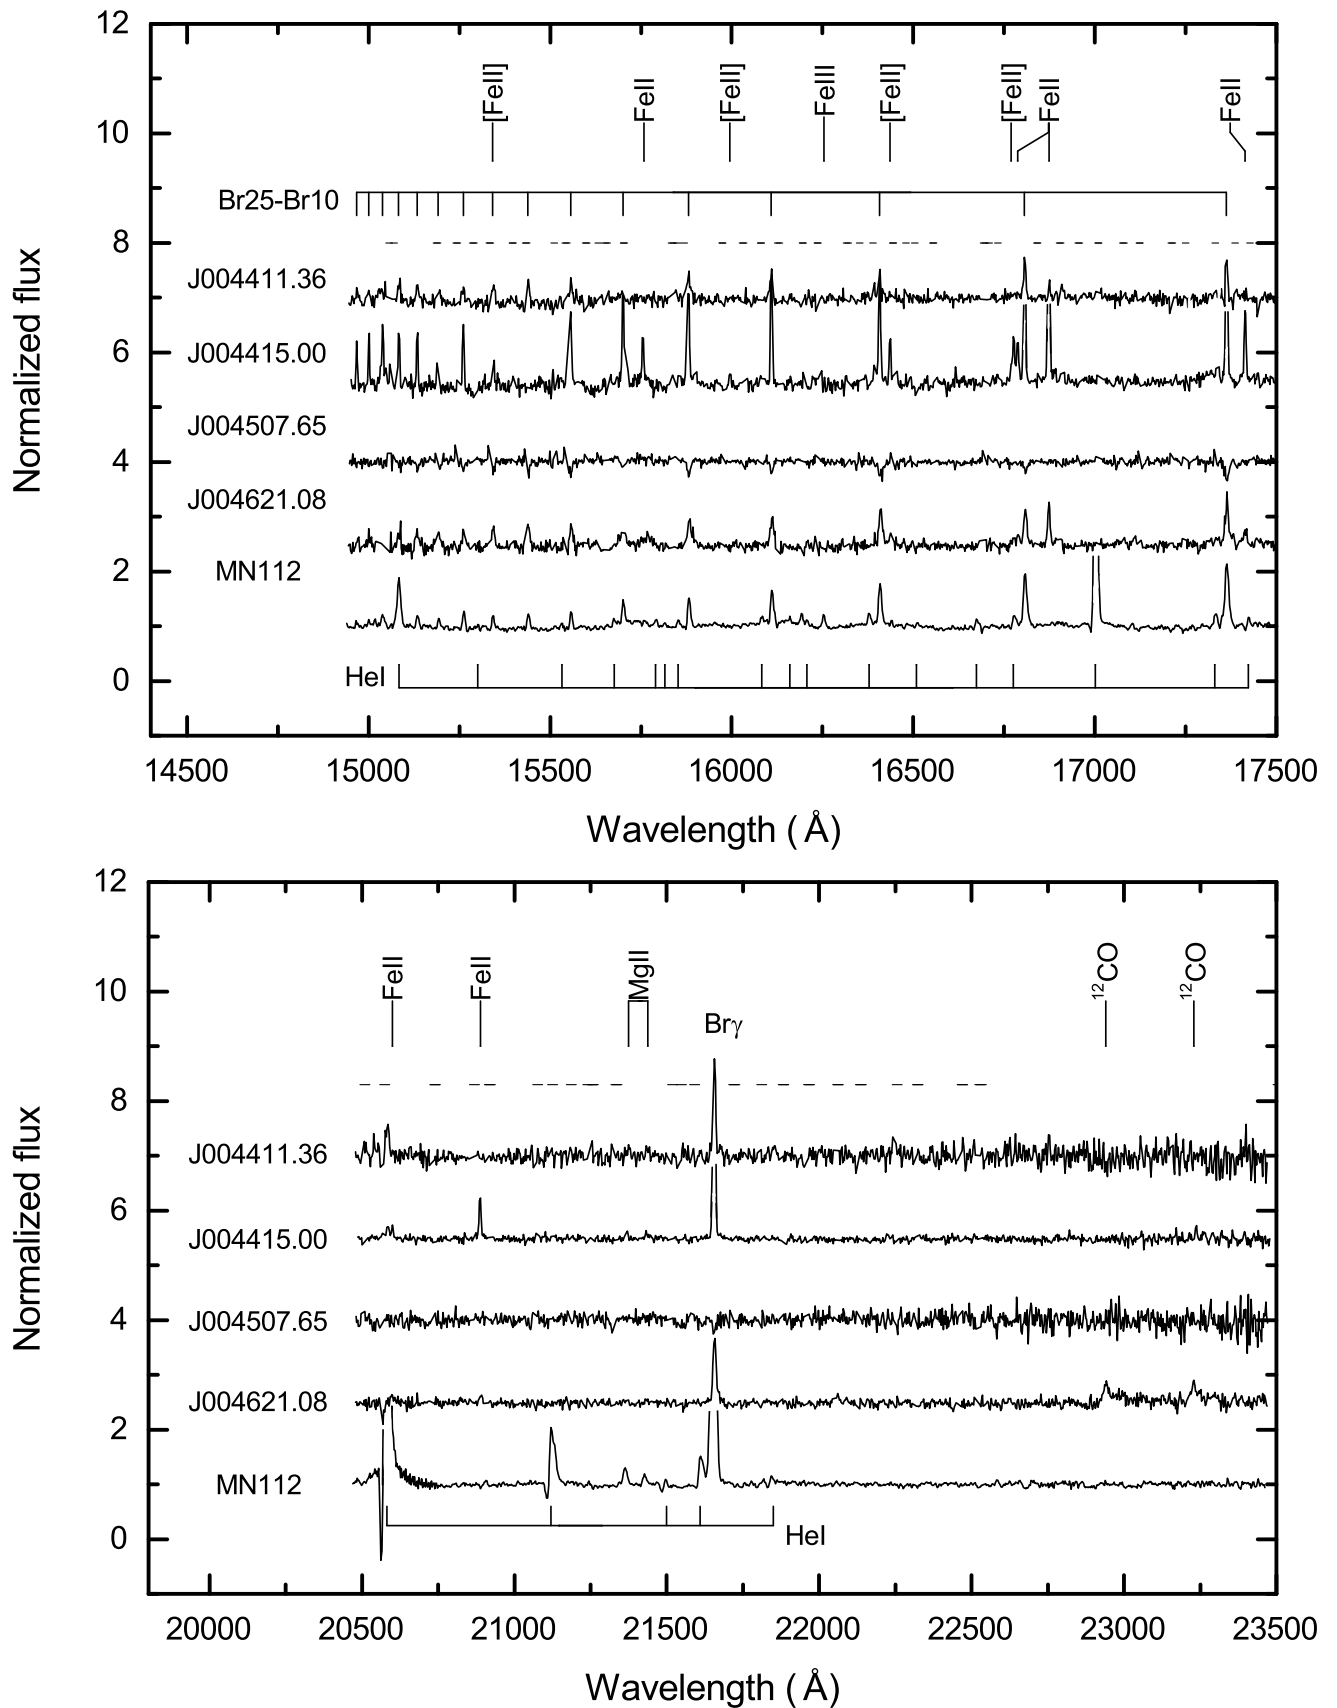 12
10
8
6
4
2
0
Normalized flux
[FeII]
FeII
[FeII]
FeIII
[FeII]
[FeII]
FeII
FeII
Br25-Br10
J004411.36
J004415.00
J004507.65
J004621.08
MN112
HeI
14500 15000 15500 16000 16500 17000 17500
Wavelength (Å)
12
10
8
6
4
2
0
Normalized flux
FeII
FeII
MgII
Brγ
¹²CO
¹²CO
J004411.36
J004415.00
J004507.65
J004621.08
MN112
HeI
20000 20500 21000 21500 22000 22500 23000 23500
Wavelength (Å)